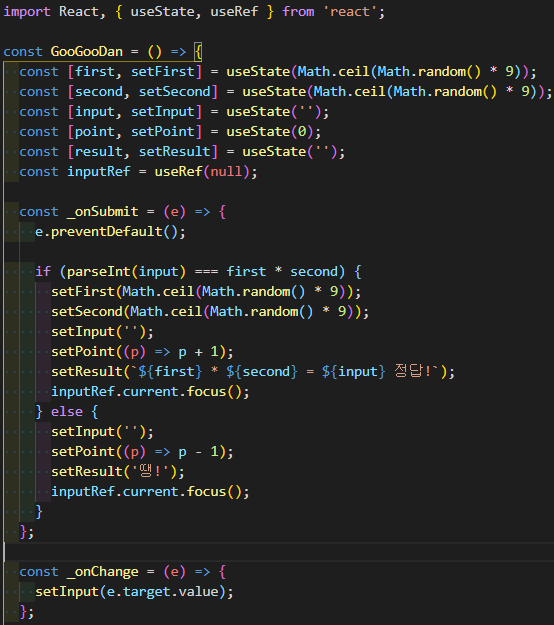 import React, { useState, useRef } from 'react';
const GooGooDan = () => {
const [first, setFirst] = useState(Math.ceil(Math.random() * 9));
const [second, setSecond] = useState(Math.ceil(Math.random() * 9));
const [input, setInput] = useState('');
const [point, setPoint] = useState(0);
const [result, setResult] = useState('');
const inputRef = useRef(null);
const _onSubmit = (e) => {
e.preventDefault();
if (parseInt(input) === first * second) {
setFirst(Math.ceil(Math.random() * 9));
setSecond(Math.ceil(Math.random() * 9));
setInput('');
setPoint((p) => p + 1);
setResult(`${first} * ${second} = ${input} 정답!`);
inputRef.current.focus();
} else {
setInput('');
setPoint((p) => p - 1);
setResult('땡!');
inputRef.current.focus();
}
};
const _onChange = (e) => {
setInput(e.target.value);
};